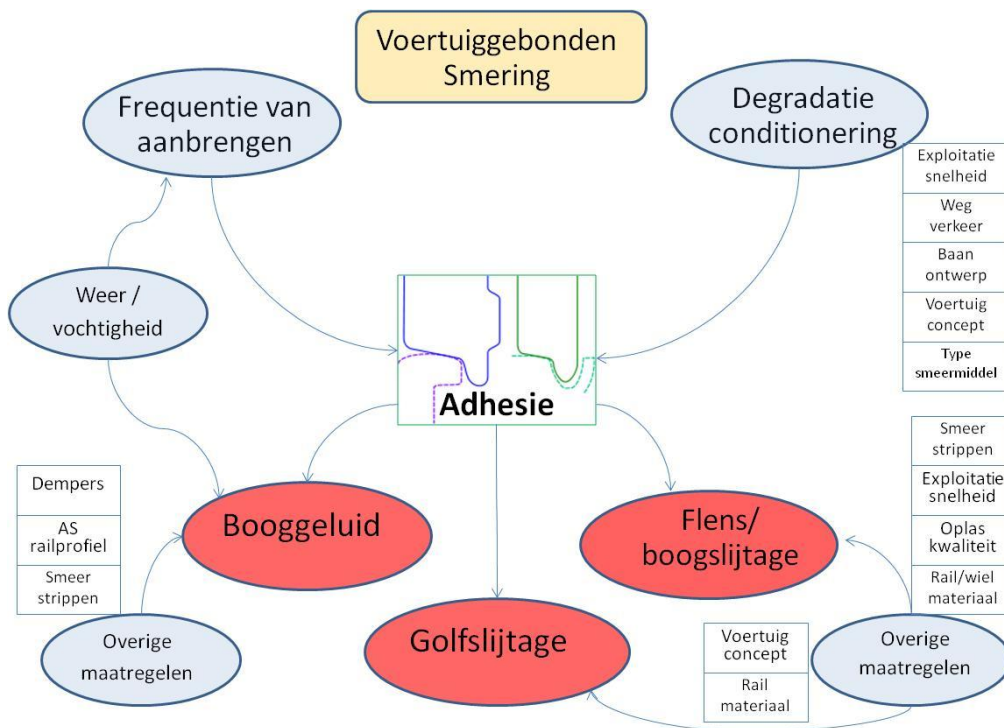 Voertuiggebonden
Smering
Frequentie van
aanbrengen
Degradatie
conditionering
Exploitatie
snelheid
Weg
verkeer
Baan
ontwerp
Voertuig
concept
Type
smeermiddel
Weer /
vochtigheid
Adhesie
Dempers
AS
railprofiel
Smeer
strippen
Overige
maatregelen
Booggeluid
Golfslijtage
Flens/
boogslijtage
Smeer
strippen
Exploitatie
snelheid
Oplas
kwaliteit
Rail/wiel
materiaal
Voertuig
concept
Rail
materiaal
Overige
maatregelen